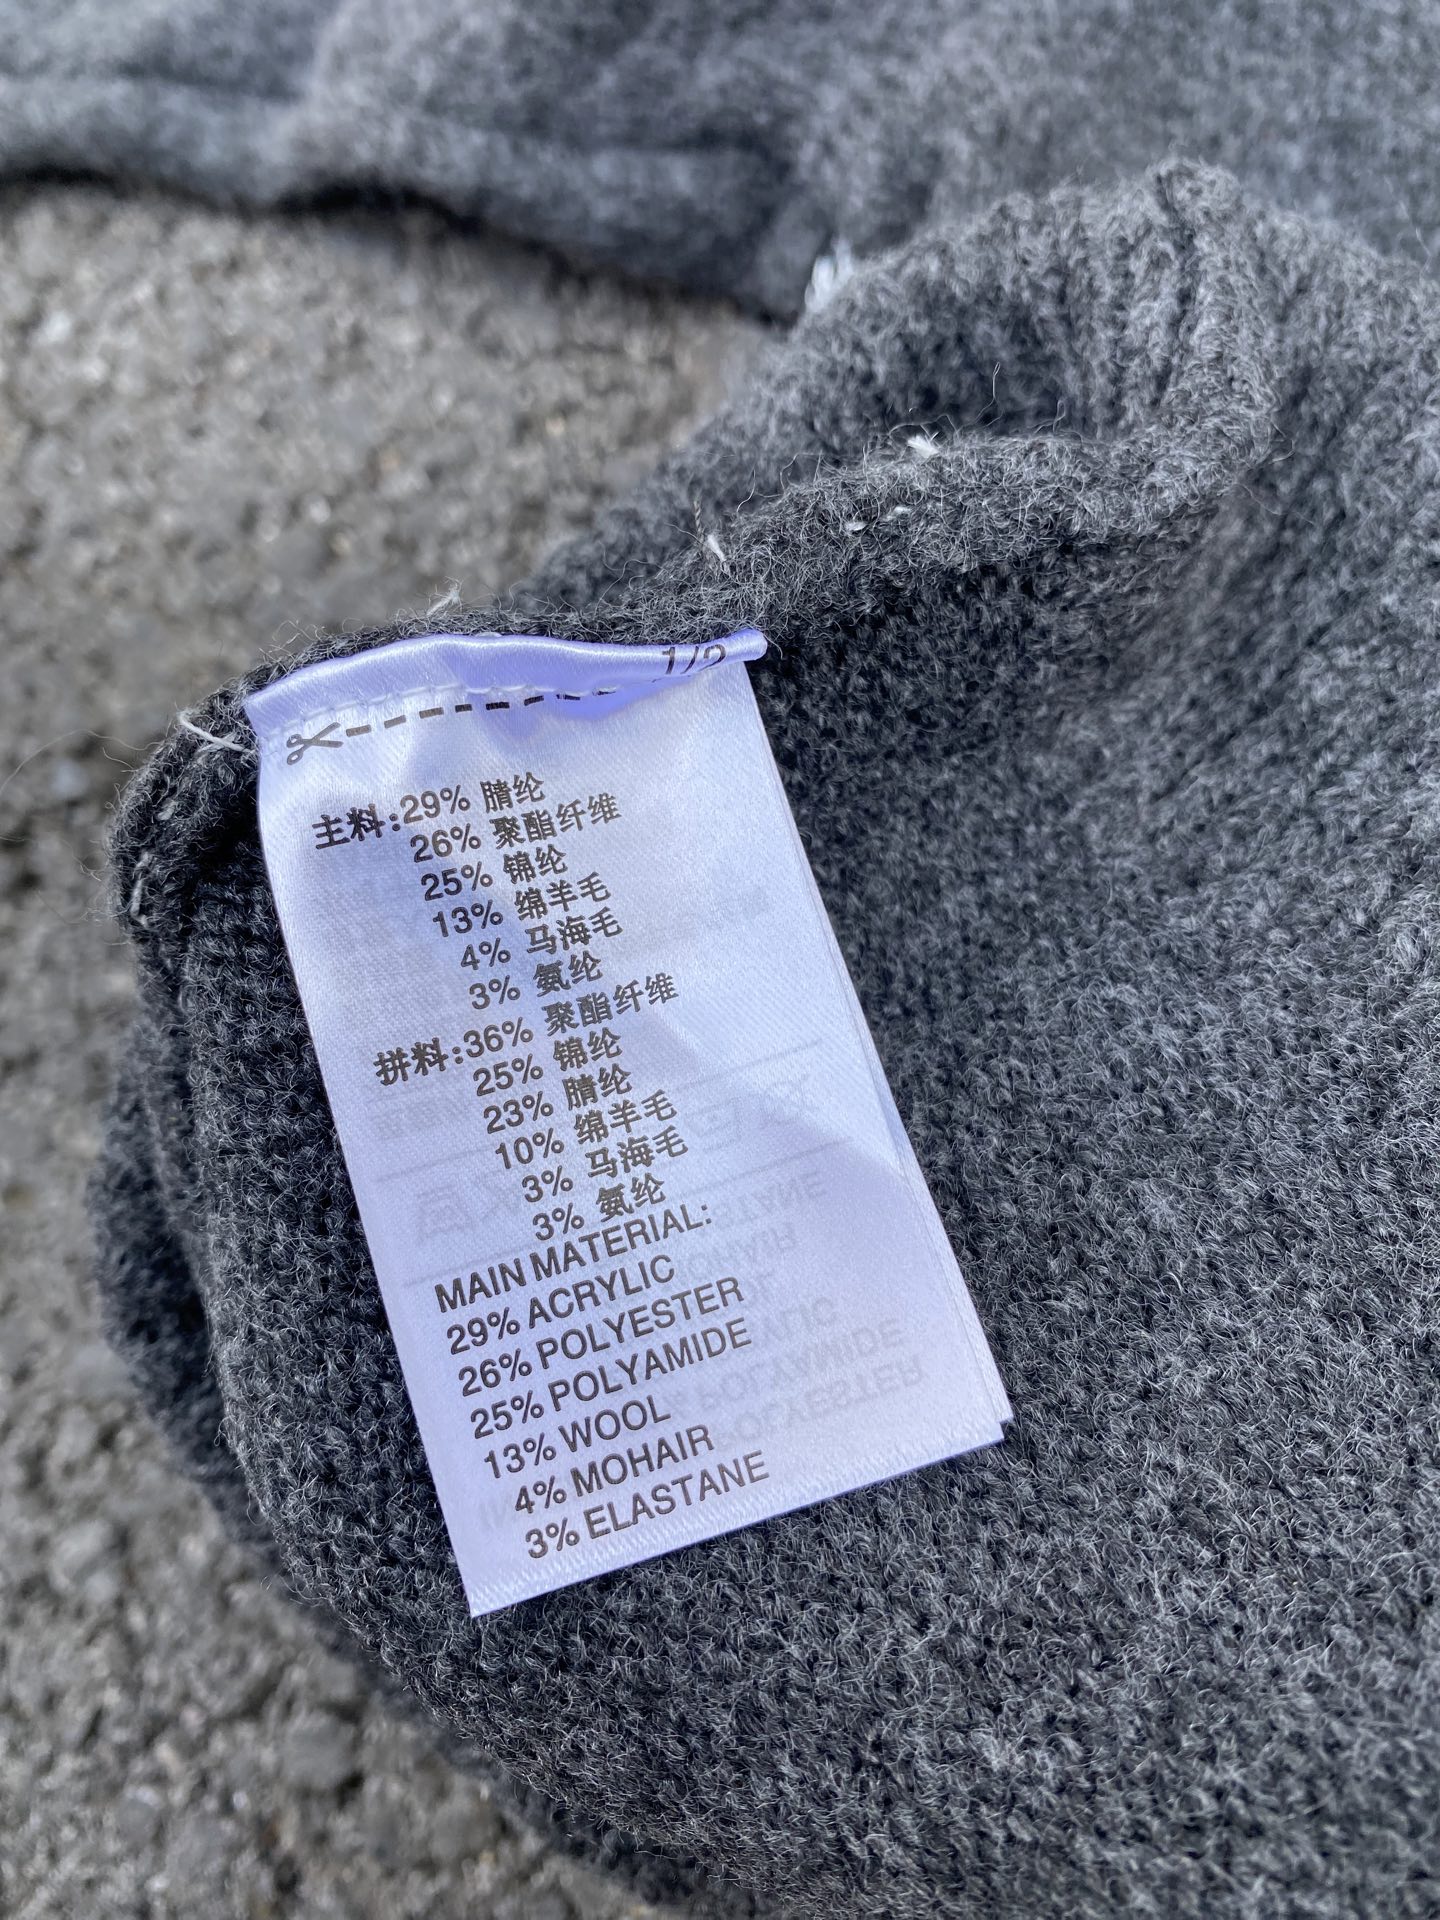 1/2
主料:29% 腈纶
26% 聚酯纤维
25% 锦纶
13% 绵羊毛
4% 马海毛
3% 氨纶
拼料:36% 聚酯纤维
25% 锦纶
23% 腈纶
10% 绵羊毛
3% 马海毛
3% 氨纶
MAIN MATERIAL:
29% ACRYLIC
26% POLYESTER
25% POLYAMIDE
13% WOOL
4% MOHAIR
3% ELASTANE